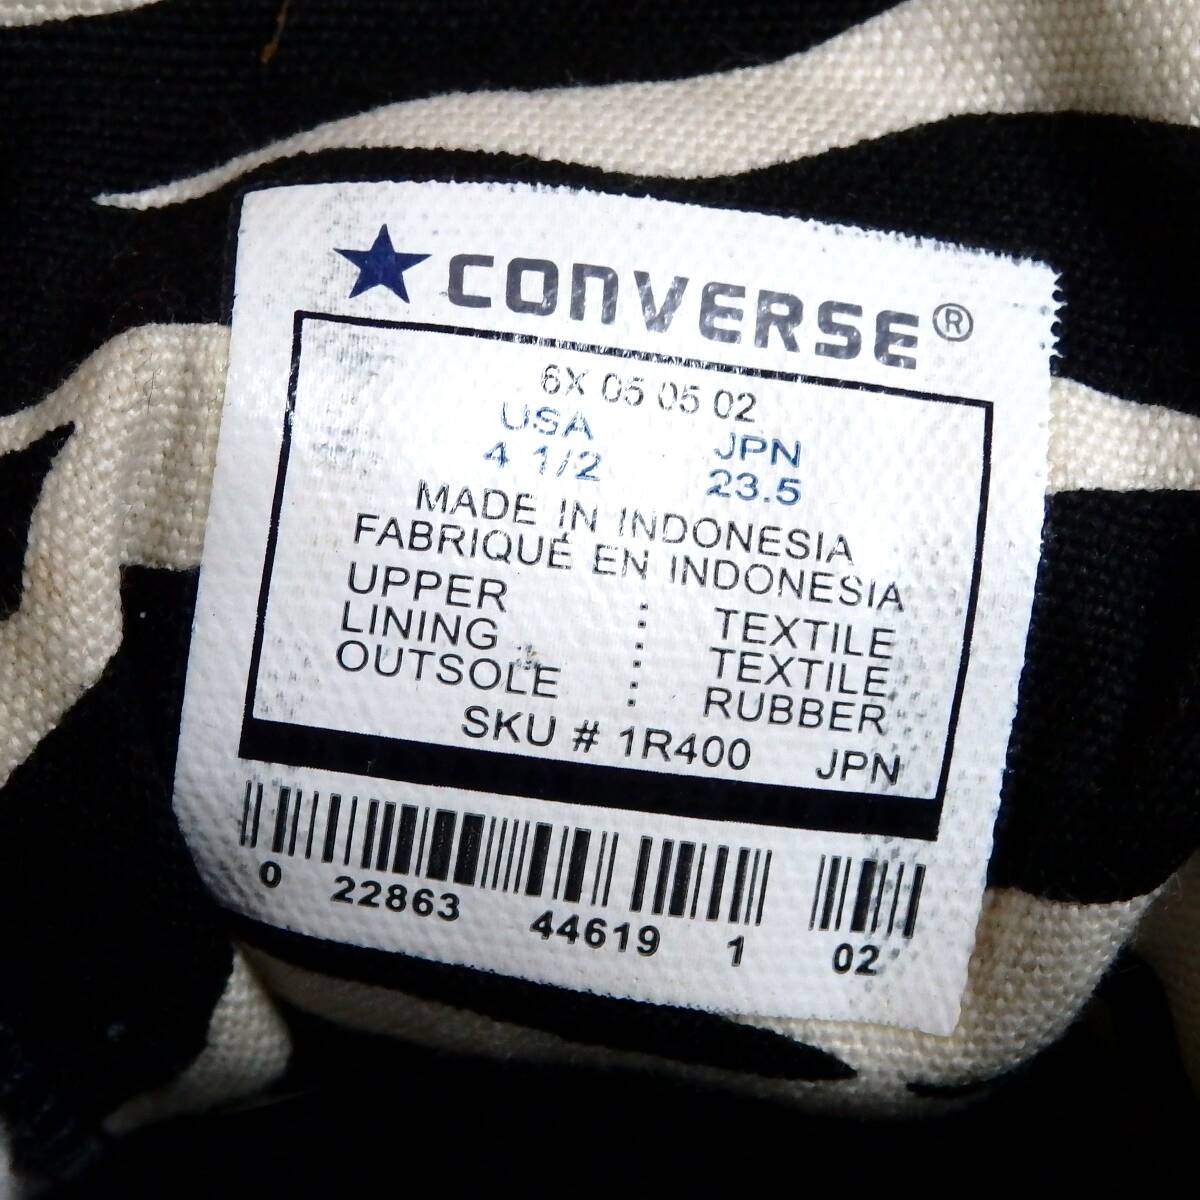 ★CONVERSE®
6X 05 05 02
USA JPN
4 1/2 23.5
MADE IN INDONESIA
FABRIQUÉ EN INDONESIA
UPPER : TEXTILE
LINING : TEXTILE
OUTSOLE : RUBBER
SKU # 1R400 JPN
0 22863 44619 1 02